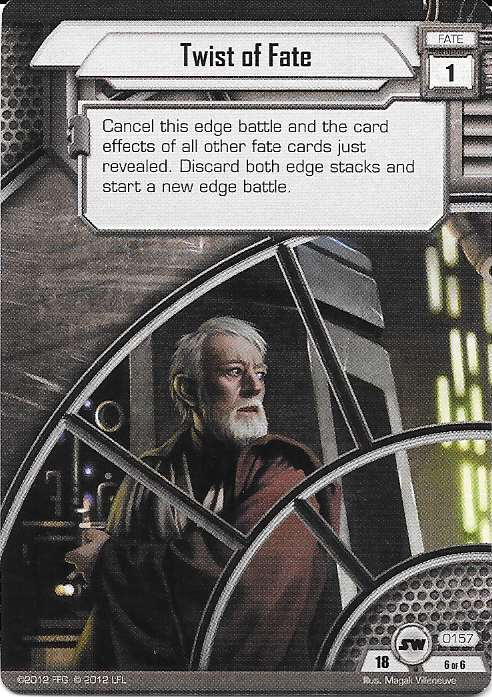 Twist of Fate
FATE
1
Cancel this edge battle and the card
effects of all other fate cards just
revealed. Discard both edge stacks and
start a new edge battle.
SW
0157
18
6 of 6
©2012 FFG © 2012 LFL
Illus. Magali Villeneuve